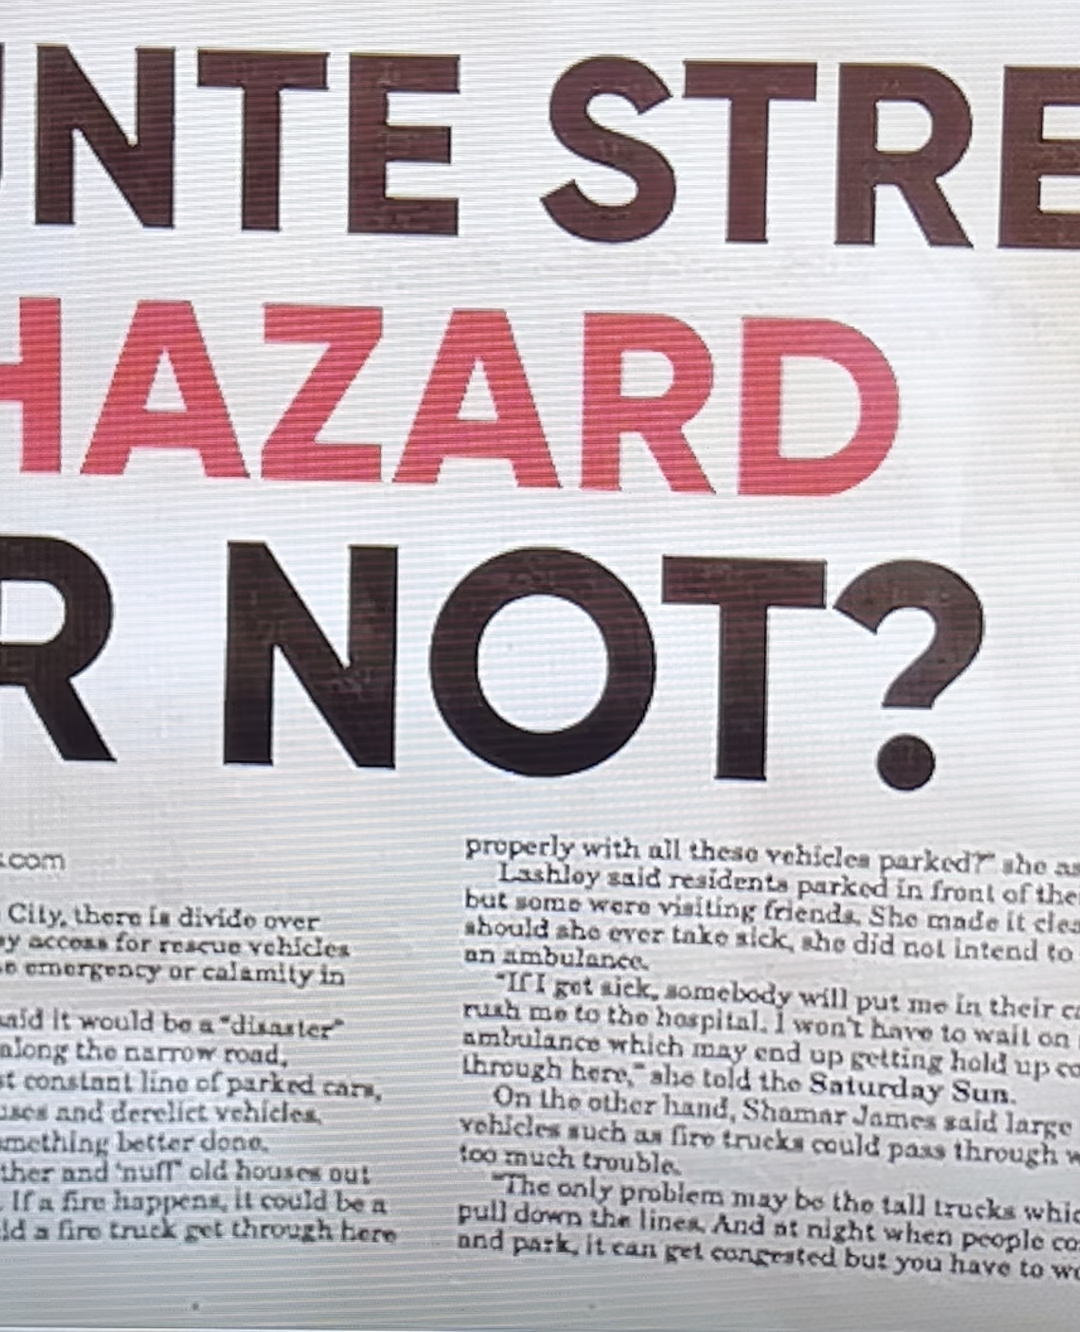 UNTE STRE
HAZARD
R NOT?
.com
City, there is divide over
y access for rescue vehicles
e emergency or calamity in
said it would be a "disaster"
along the narrow road,
t constant line of parked cars,
uses and derelict vehicles,
mething better done.
ther and 'nuff' old houses out
. If a fire happens, it could be a
ld a fire truck get through here
properly with all these vehicles parked?" she as
Lashley said residents parked in front of the
but some were visiting friends. She made it clea
should she ever take sick, she did not intend to
an ambulance.
"If I get sick, somebody will put me in their ca
rush me to the hospital. I won't have to wait on
ambulance which may end up getting hold up co
through here," she told the Saturday Sun.
On the other hand, Shamar James said large
vehicles such as fire trucks could pass through w
too much trouble.
"The only problem may be the tall trucks whic
pull down the lines. And at night when people co
and park, it can get congested but you have to wo